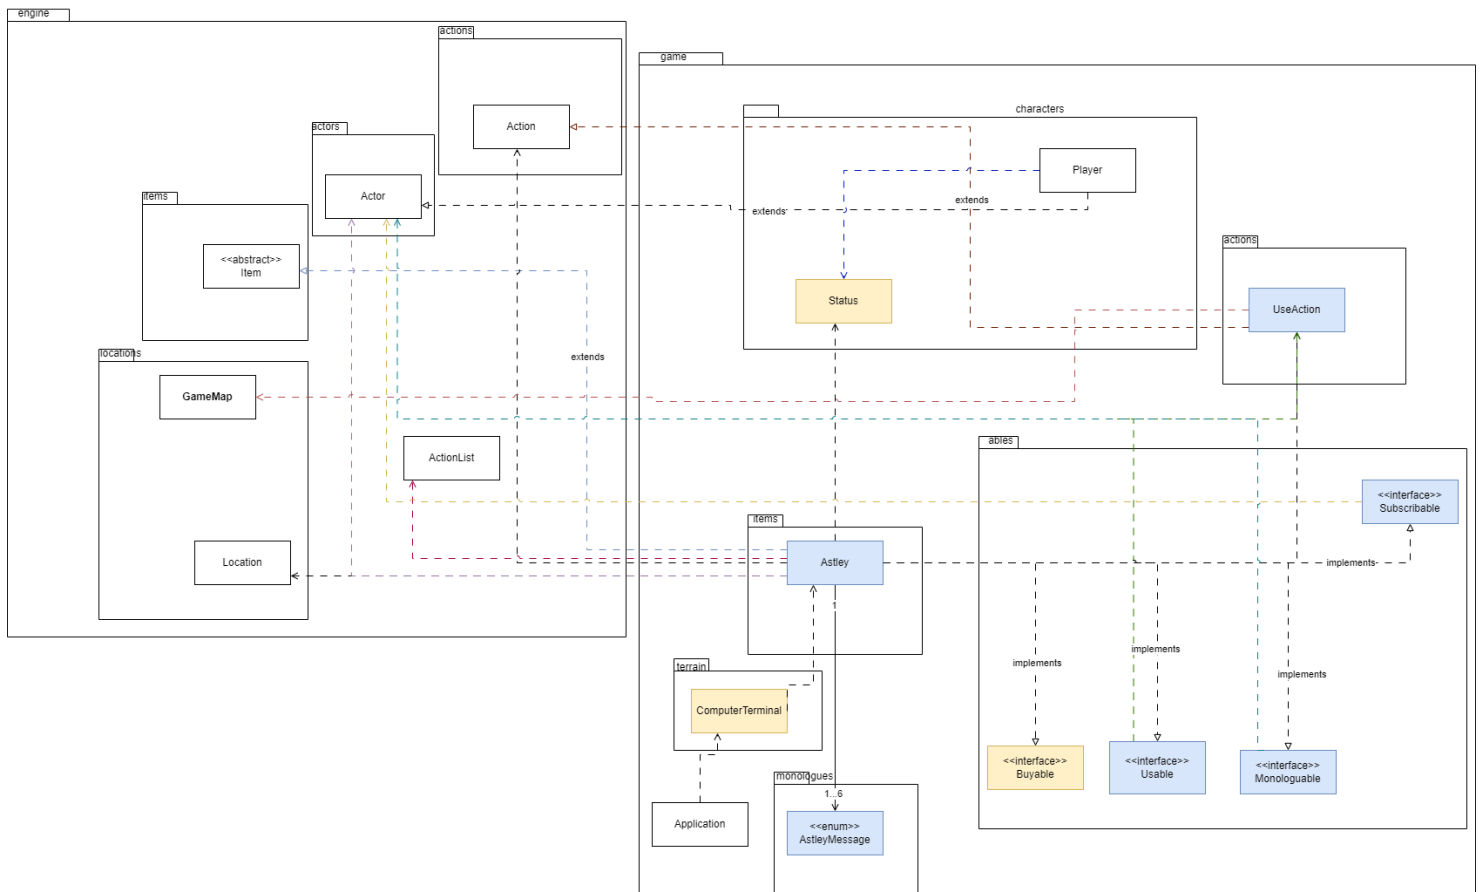 engine
actions
game
Action
characters
actors
Player
Actor
items
extends
extends
actions
<<abstract>>
Item
Status
UseAction
locations
extends
GameMap
ables
ActionList
<<interface>>
Subscribable
items
Location
Astley
implements
1
terrain
implements
implements
implements
ComputerTerminal
<<interface>>
Buyable
<<interface>>
Usable
<<interface>>
Monologuable
monologues
1...6
Application
<<enum>>
AstleyMessage